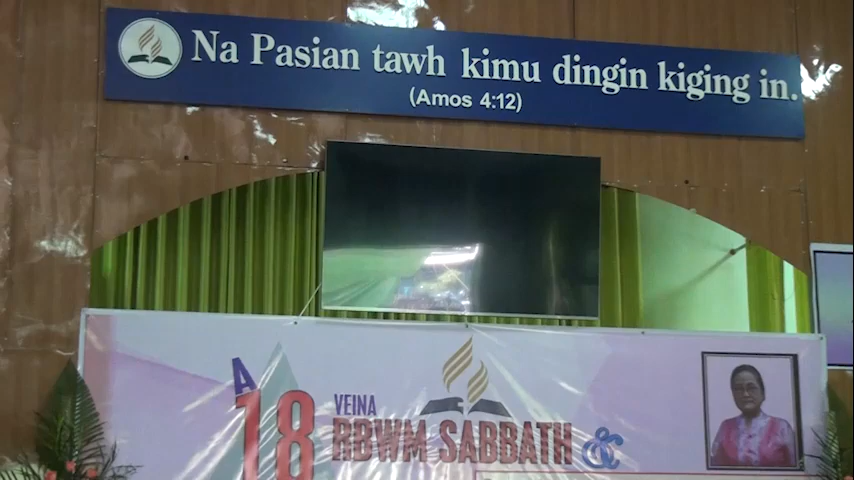 Na Pasian tawh kimu dingin kiging in.
(Amos 4:12)
A
18 VEINA
RBWM SABBATH &